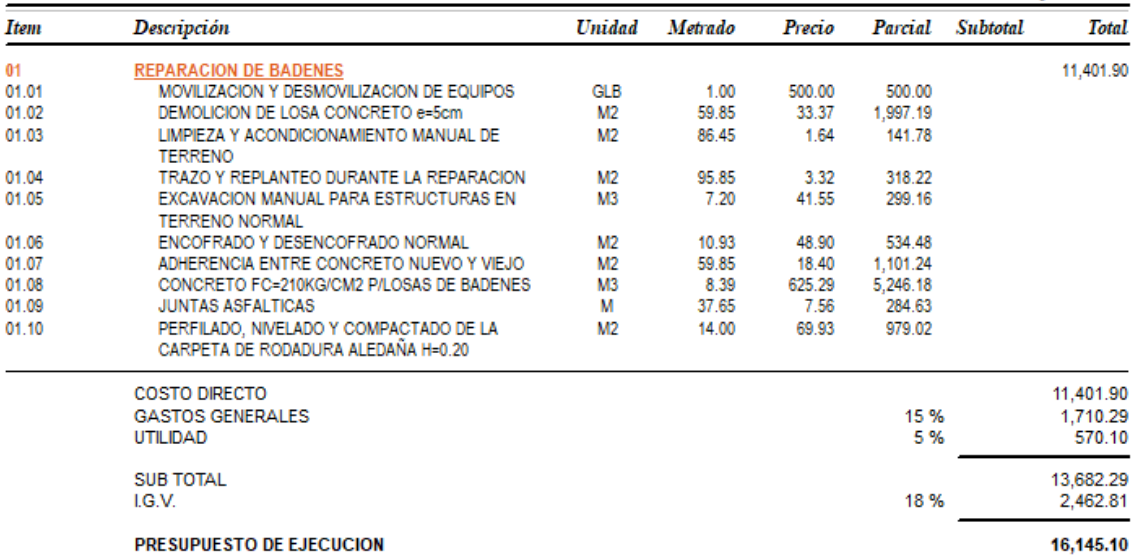 Item Descripción Unidad Metrado Precio Parcial Subtotal Total
01 REPARACION DE BADENES 11,401.90
01.01 MOVILIZACION Y DESMOVILIZACION DE EQUIPOS GLB 1.00 500.00 500.00
01.02 DEMOLICION DE LOSA CONCRETO e=5cm M2 59.85 33.37 1,997.19
01.03 LIMPIEZA Y ACONDICIONAMIENTO MANUAL DE M2 86.45 1.64 141.78
TERRENO
01.04 TRAZO Y REPLANTEO DURANTE LA REPARACION M2 95.85 3.32 318.22
01.05 EXCAVACION MANUAL PARA ESTRUCTURAS EN M3 7.20 41.55 299.16
TERRENO NORMAL
01.06 ENCOFRADO Y DESENCOFRADO NORMAL M2 10.93 48.90 534.48
01.07 ADHERENCIA ENTRE CONCRETO NUEVO Y VIEJO M2 59.85 18.40 1,101.24
01.08 CONCRETO FC=210KG/CM2 P/LOSAS DE BADENES M3 8.39 625.29 5,246.18
01.09 JUNTAS ASFALTICAS M 37.65 7.56 284.63
01.10 PERFILADO, NIVELADO Y COMPACTADO DE LA M2 14.00 69.93 979.02
CARPETA DE RODADURA ALEDAÑA H=0.20
COSTO DIRECTO 11,401.90
GASTOS GENERALES 15 % 1,710.29
UTILIDAD 5 % 570.10
SUB TOTAL 13,682.29
I.G.V. 18 % 2,462.81
PRESUPUESTO DE EJECUCION 16,145.10